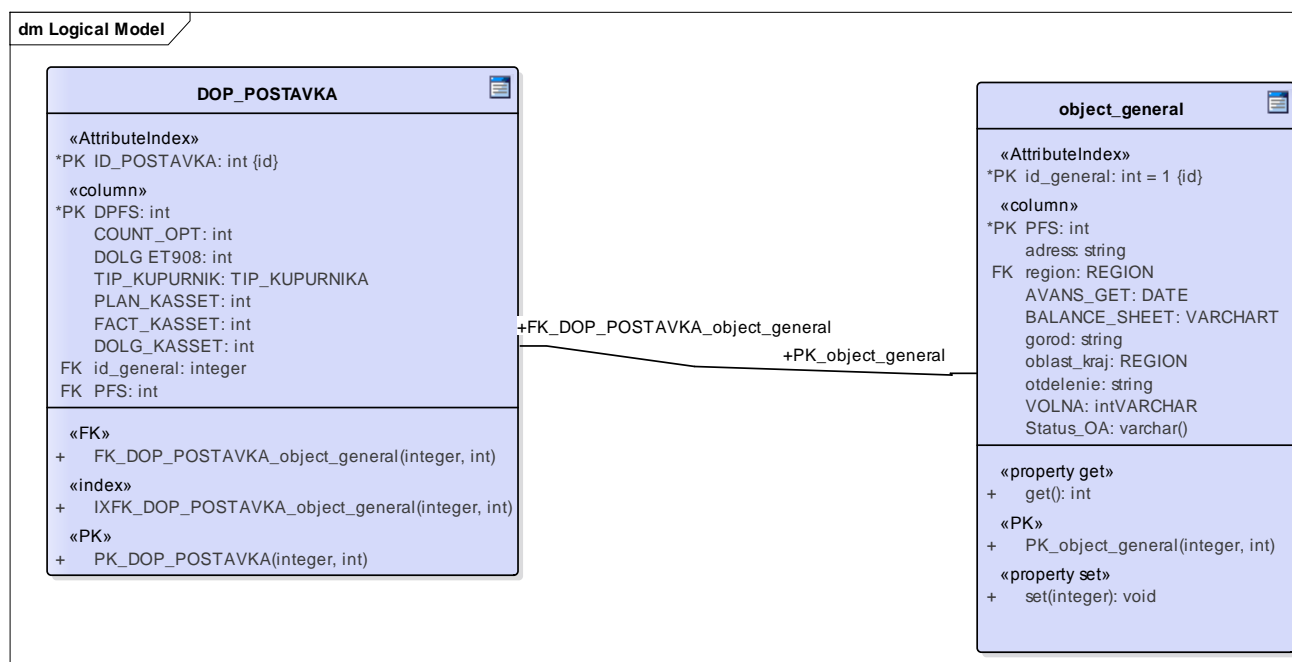 dm Logical Model
DOP_POSTAVKA
«AttributeIndex»
*PK ID_POSTAVKA: int {id}
«column»
*PK DPFS: int
COUNT_OPT: int
DOLG ET908: int
TIP_KUPURNIK: TIP_KUPURNIKA
PLAN_KASSET: int
FACT_KASSET: int
DOLG_KASSET: int
FK id_general: integer
FK PFS: int
«FK»
+ FK_DOP_POSTAVKA_object_general(integer, int)
«index»
+ IXFK_DOP_POSTAVKA_object_general(integer, int)
«PK»
+ PK_DOP_POSTAVKA(integer, int)
+FK_DOP_POSTAVKA_object_general
+PK_object_general
object_general
«AttributeIndex»
*PK id_general: int = 1 {id}
«column»
*PK PFS: int
adress: string
FK region: REGION
AVANS_GET: DATE
BALANCE_SHEET: VARCHART
gorod: string
oblast_kraj: REGION
otdelenie: string
VOLNA: intVARCHAR
Status_OA: varchar()
«property get»
+ get(): int
«PK»
+ PK_object_general(integer, int)
«property set»
+ set(integer): void